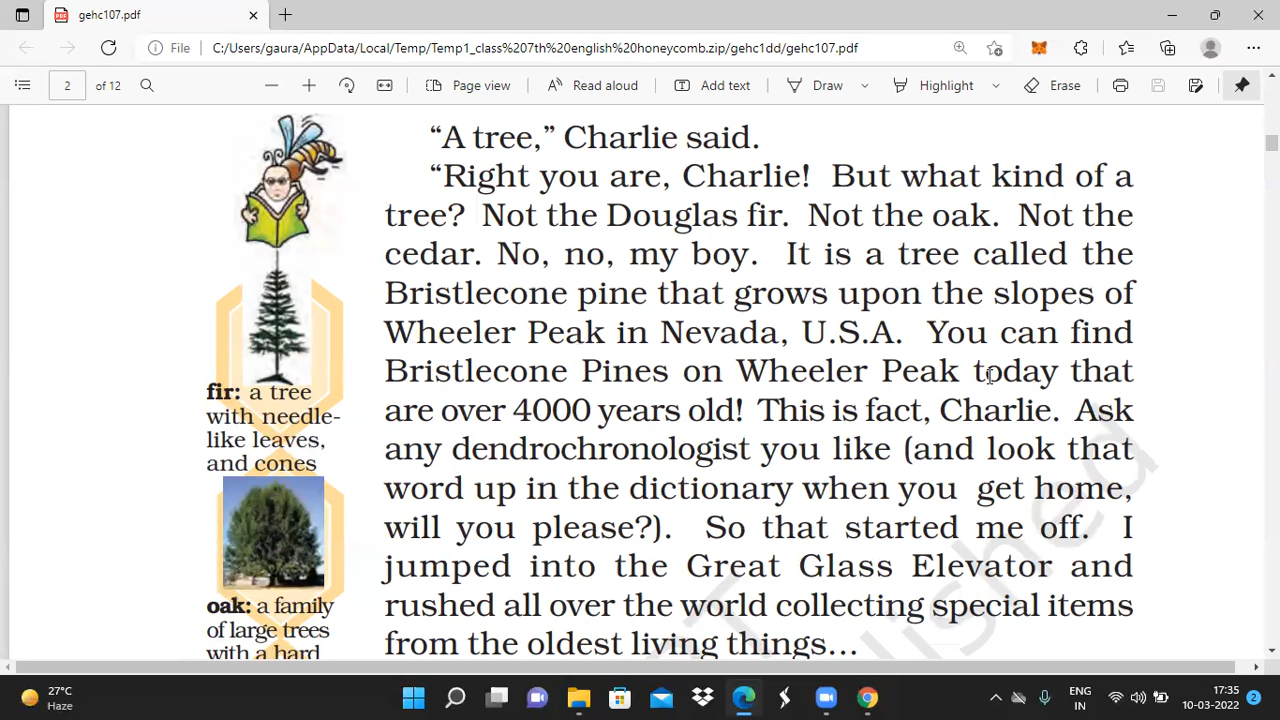 gehc107.pdf
File C:/Users/gaura/AppData/Local/Temp/Temp1_class%207th%20english%20honeycomb.zip/gehc1dd/gehc107.pdf
2 of 12 Page view Read aloud Add text Draw Highlight Erase
“A tree,” Charlie said.
“Right you are, Charlie! But what kind of a
tree? Not the Douglas fir. Not the oak. Not the
cedar. No, no, my boy. It is a tree called the
Bristlecone pine that grows upon the slopes of
Wheeler Peak in Nevada, U.S.A. You can find
Bristlecone Pines on Wheeler Peak today that
are over 4000 years old! This is fact, Charlie. Ask
any dendrochronologist you like (and look that
word up in the dictionary when you get home,
will you please?). So that started me off. I
jumped into the Great Glass Elevator and
rushed all over the world collecting special items
from the oldest living things...
fir: a tree
with needle-
like leaves,
and cones
oak: a family
of large trees
with a hard
27°C
Haze
ENG
IN
17:35
10-03-2022
2